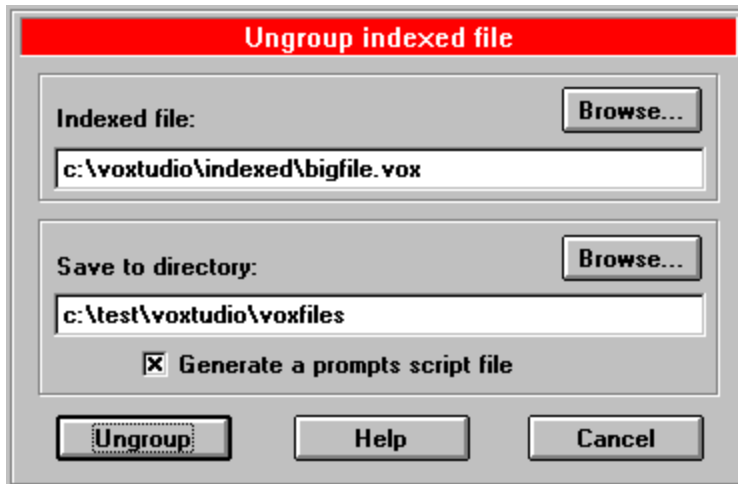 Ungroup indexed file
Indexed file:
Browse...
c:\voxtudio\indexed\bigfile.vox
Save to directory:
Browse...
c:\test\voxtudio\voxfiles
Generate a prompts script file
Ungroup
Help
Cancel